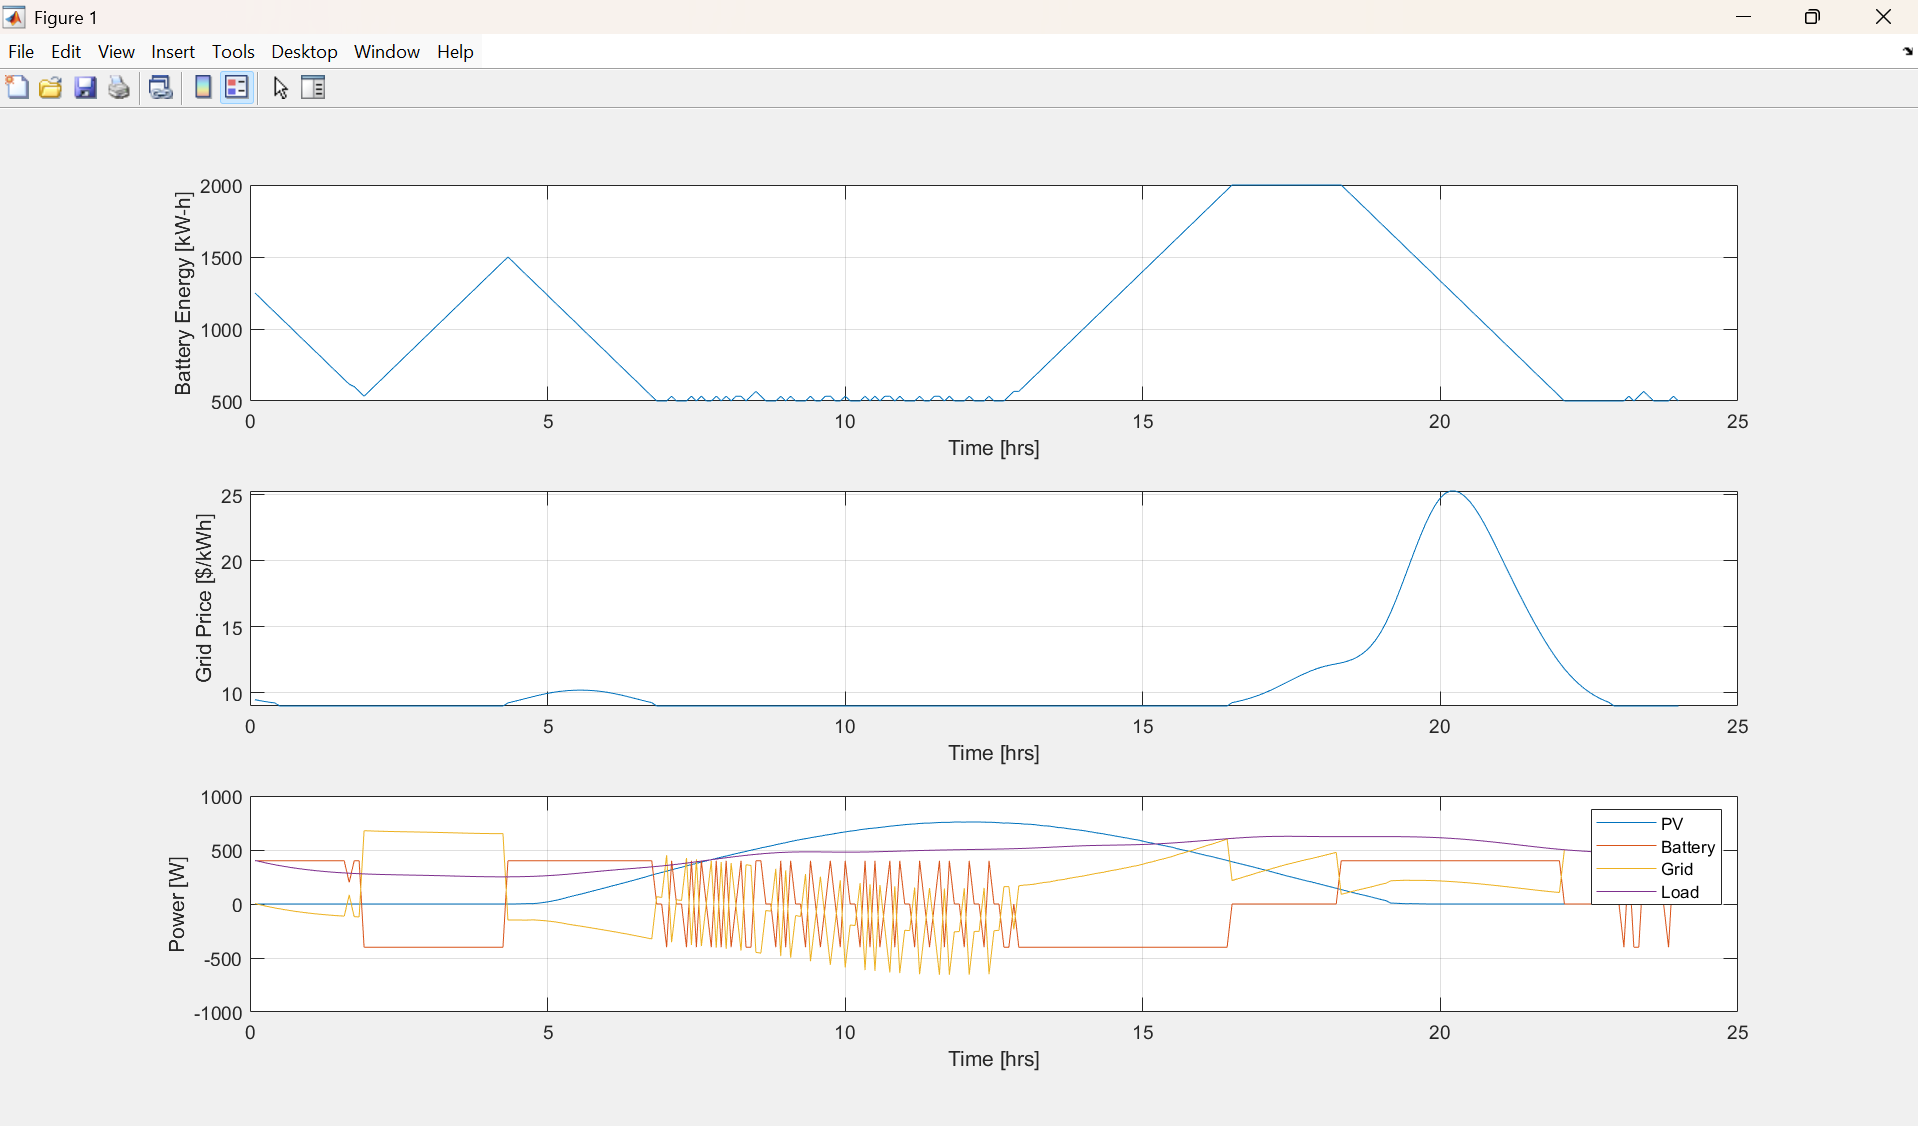 Figure 1
File Edit View Insert Tools Desktop Window Help
Battery Energy [kW-h]
2000
1500
1000
500
0 5 10 15 20 25
Time [hrs]
Grid Price [$/kWh]
25
20
15
10
0 5 10 15 20 25
Time [hrs]
Power [W]
1000
500
0
-500
-1000
0 5 10 15 20 25
Time [hrs]
PV
Battery
Grid
Load